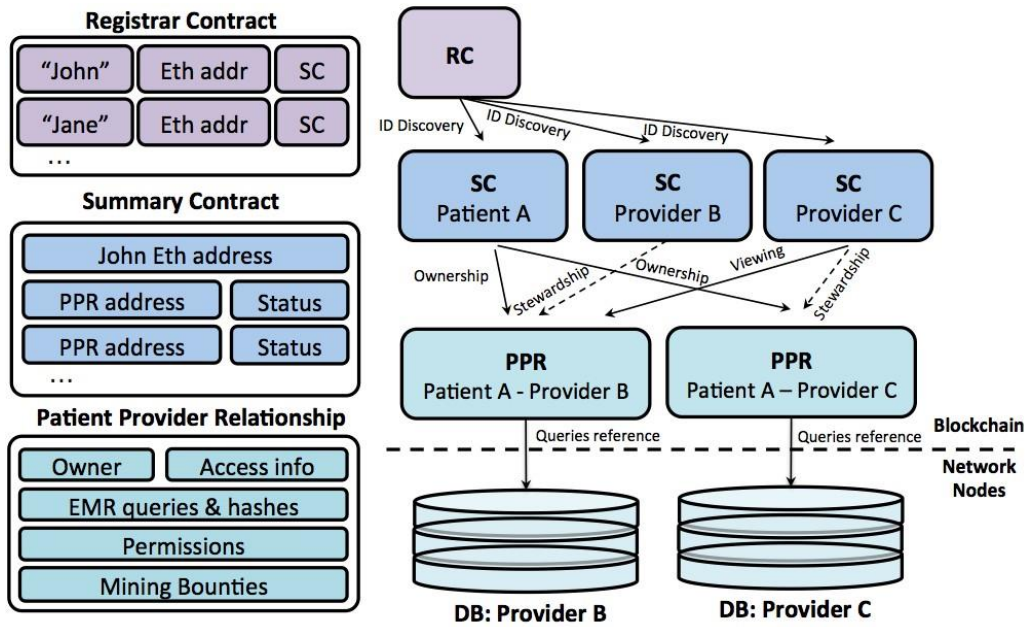 Registrar Contract
“John” Eth addr SC
“Jane” Eth addr SC
...
Summary Contract
John Eth address
PPR address Status
PPR address Status
...
Patient Provider Relationship
Owner Access info
EMR queries & hashes
Permissions
Mining Bounties
RC
ID Discovery ID Discovery ID Discovery
SC
Patient A
SC
Provider B
SC
Provider C
Ownership Stewardship Ownership Viewing Stewardship
PPR
Patient A - Provider B
PPR
Patient A – Provider C
Queries reference Queries reference
Blockchain
Network
Nodes
DB: Provider B DB: Provider C